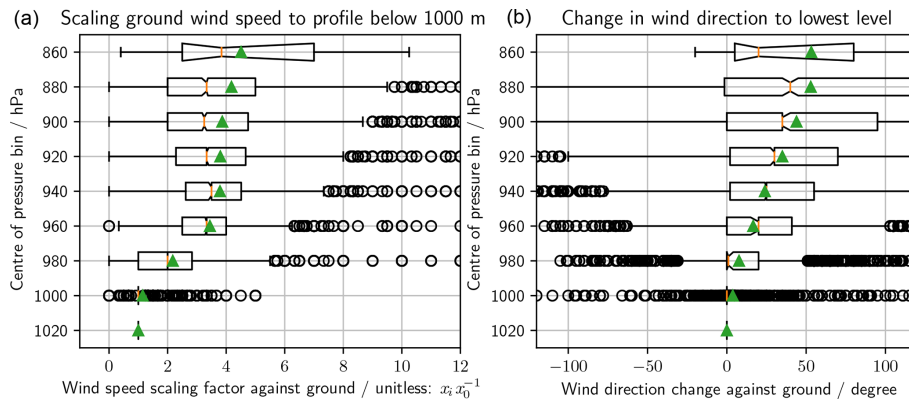 (a) Scaling ground wind speed to profile below 1000 m
Centre of pressure bin / hPa
860
880
900
920
940
960
980
1000
1020
0 2 4 6 8 10 12
Wind speed scaling factor against ground / unitless: xᵢ x₀⁻¹
(b) Change in wind direction to lowest level
Centre of pressure bin / hPa
860
880
900
920
940
960
980
1000
1020
−100 −50 0 50 100
Wind direction change against ground / degree